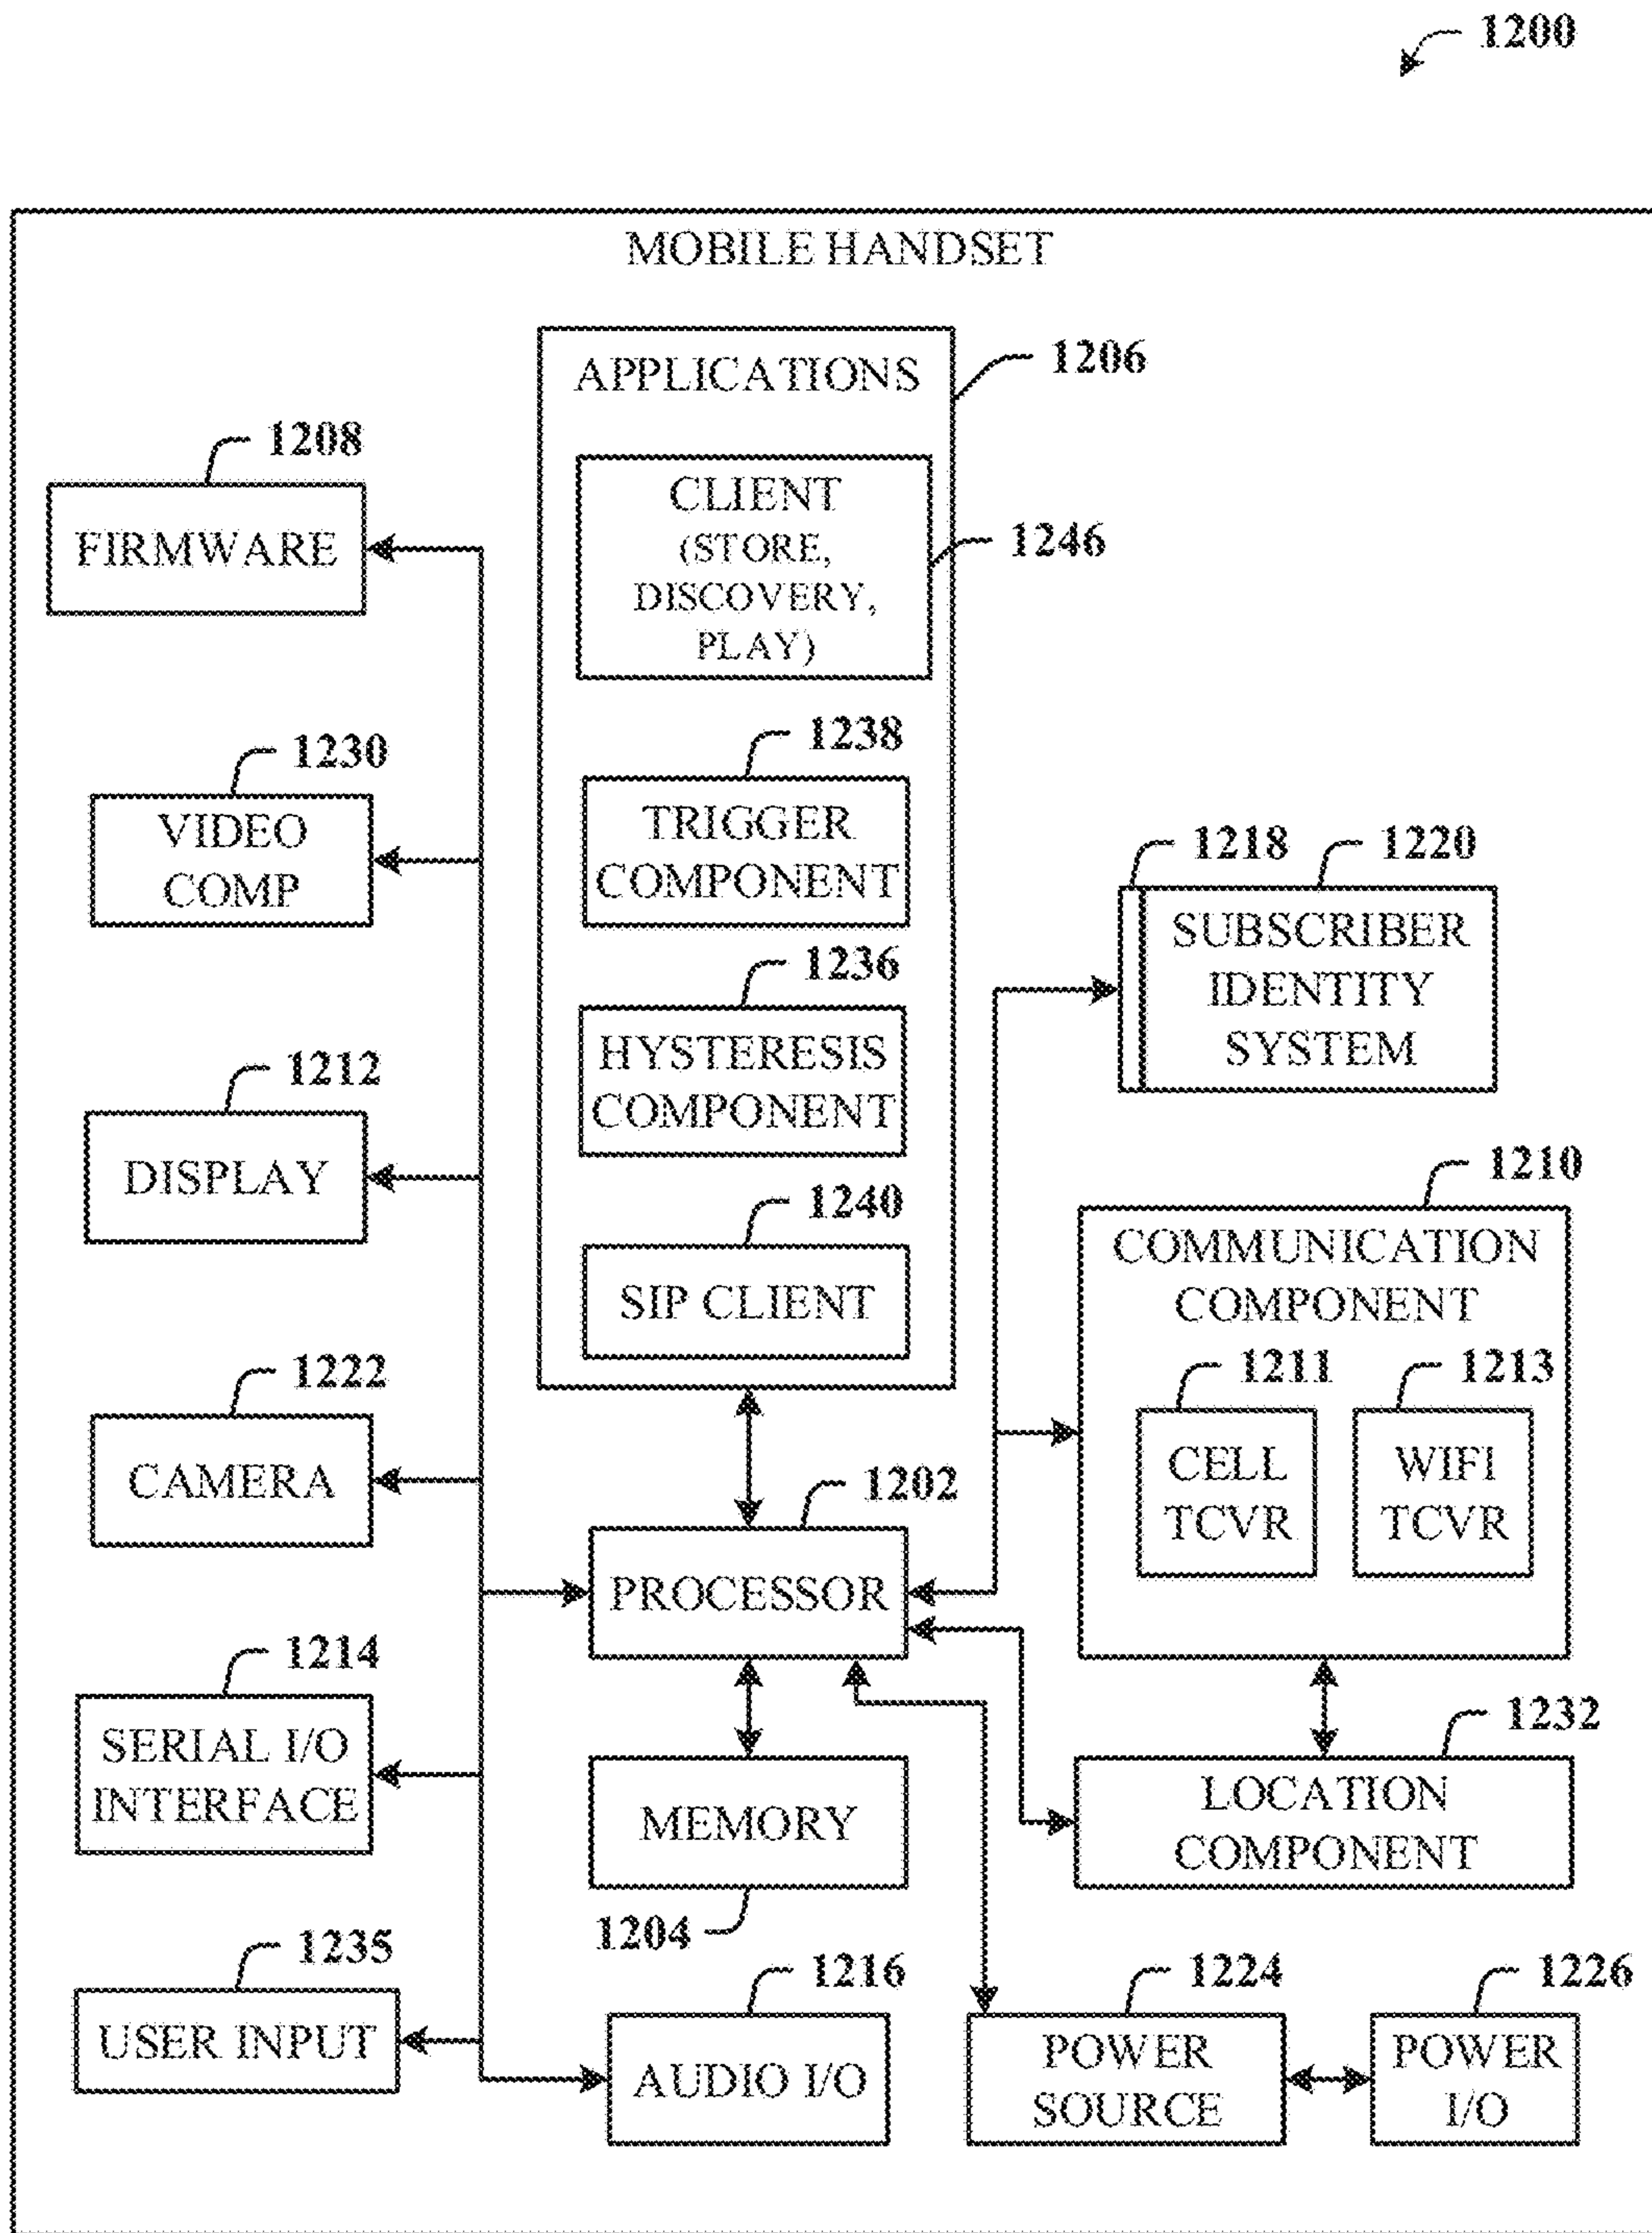 1200
MOBILE HANDSET
APPLICATIONS
1206
CLIENT
(STORE,
DISCOVERY,
PLAY)
1246
1208
FIRMWARE
1238
TRIGGER
COMPONENT
1230
VIDEO
COMP
1218
1220
SUBSCRIBER
IDENTITY
SYSTEM
1236
HYSTERESIS
COMPONENT
1212
DISPLAY
1240
SIP CLIENT
1210
COMMUNICATION
COMPONENT
1211
CELL
TCVR
1213
WIFI
TCVR
1222
CAMERA
1202
PROCESSOR
1214
SERIAL I/O
INTERFACE
MEMORY
1204
1232
LOCATION
COMPONENT
1235
USER INPUT
1216
AUDIO I/O
1224
POWER
SOURCE
1226
POWER
I/O